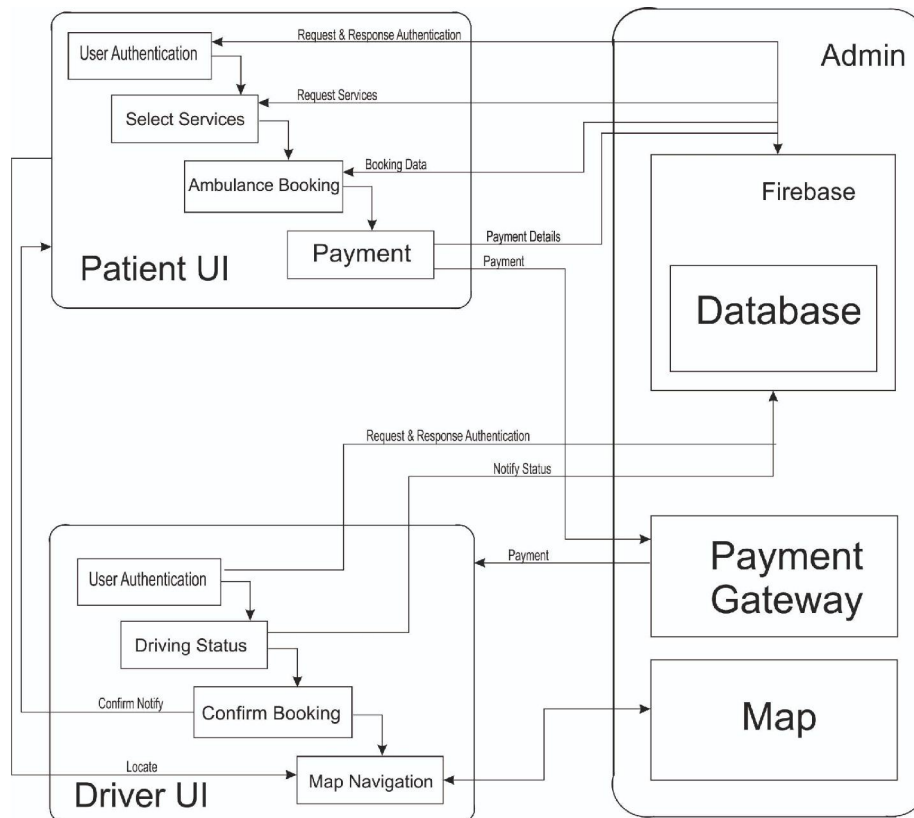 Request & Response Authentication
Admin
User Authentication
Request Services
Select Services
Booking Data
Ambulance Booking
Firebase
Payment Details
Payment
Payment
Patient UI
Database
Request & Response Authentication
Notify Status
Payment
User Authentication
Payment
Gateway
Driving Status
Confirm Notify
Confirm Booking
Map
Locate
Map Navigation
Driver UI